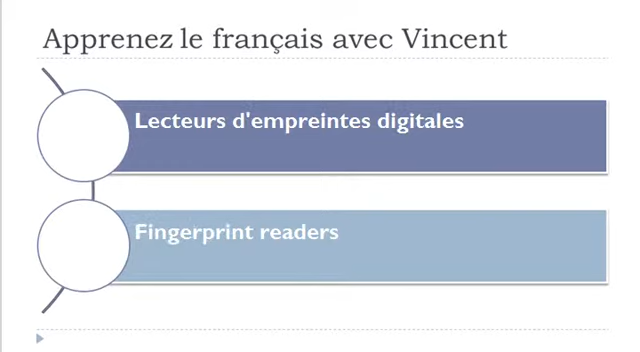 Apprenez le français avec Vincent
Lecteurs d'empreintes digitales
Fingerprint readers